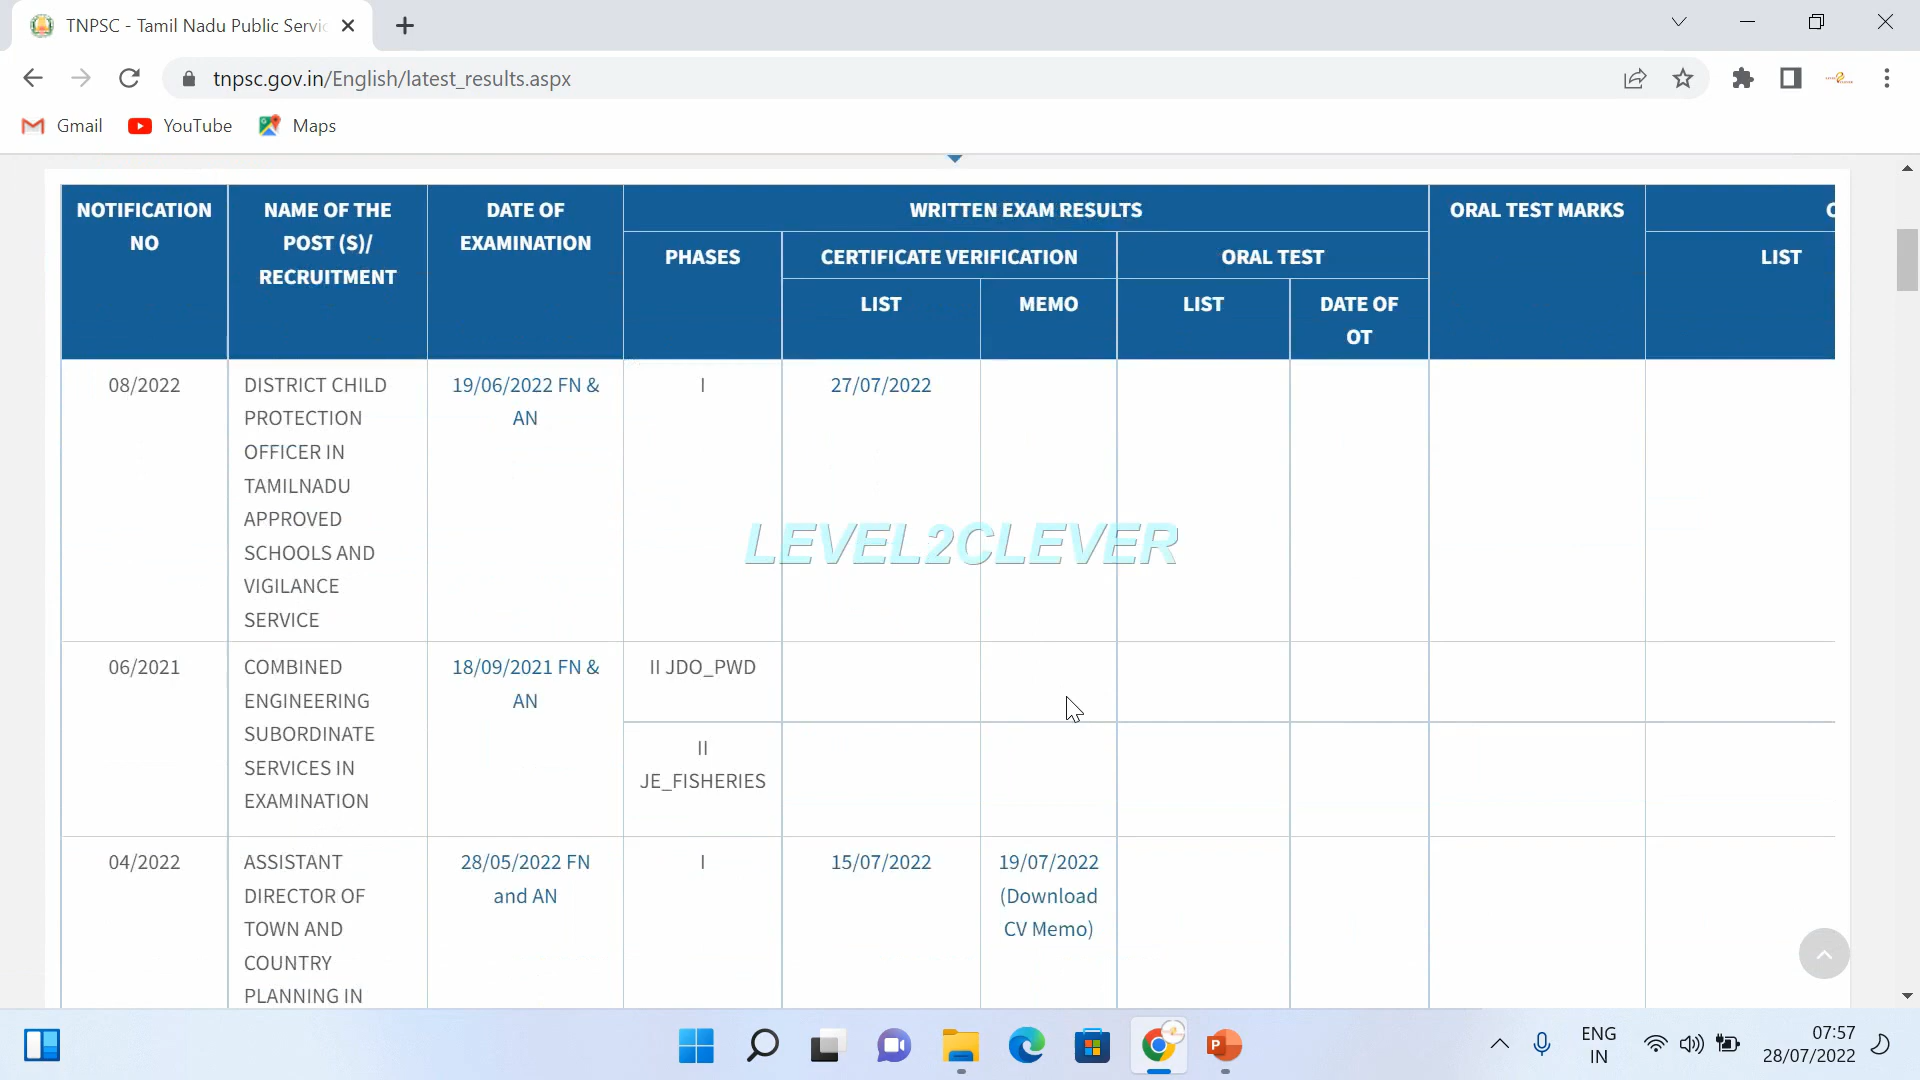 TNPSC - Tamil Nadu Public Servic
tnpsc.gov.in/English/latest_results.aspx
Gmail
YouTube
Maps
NOTIFICATION
NO
NAME OF THE
POST (S)/
RECRUITMENT
DATE OF
EXAMINATION
WRITTEN EXAM RESULTS
ORAL TEST MARKS
PHASES
CERTIFICATE VERIFICATION
ORAL TEST
LIST
LIST
MEMO
LIST
DATE OF
OT
08/2022
DISTRICT CHILD
PROTECTION
OFFICER IN
TAMILNADU
APPROVED
SCHOOLS AND
VIGILANCE
SERVICE
19/06/2022 FN &
AN
I
27/07/2022
LEVEL2CLEVER
06/2021
COMBINED
ENGINEERING
SUBORDINATE
SERVICES IN
EXAMINATION
18/09/2021 FN &
AN
II JDO_PWD
II
JE_FISHERIES
04/2022
ASSISTANT
DIRECTOR OF
TOWN AND
COUNTRY
PLANNING IN
28/05/2022 FN
and AN
I
15/07/2022
19/07/2022
(Download
CV Memo)
ENG
IN
07:57
28/07/2022